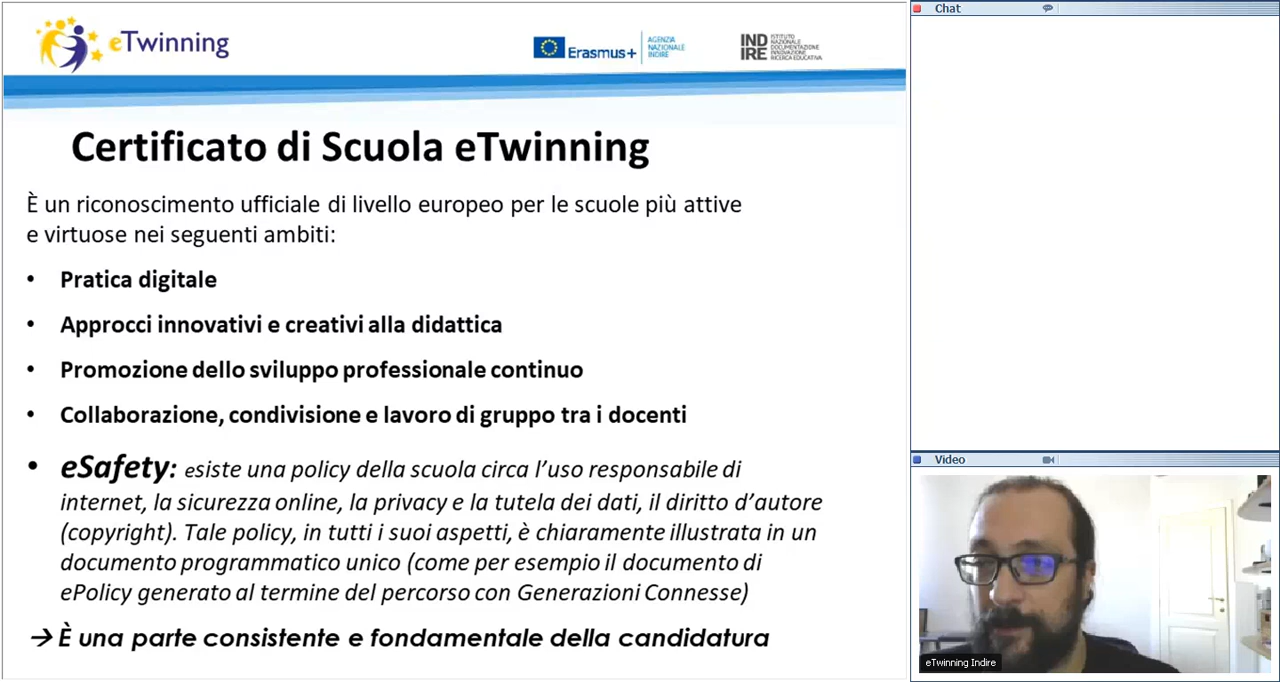 eTwinning
Erasmus+
AGENZIA
NAZIONALE
INDIRE
IND
IRE
ISTITUTO
NAZIONALE
DOCUMENTAZIONE
INNOVAZIONE
RICERCA EDUCATIVA
Certificato di Scuola eTwinning
È un riconoscimento ufficiale di livello europeo per le scuole più attive
e virtuose nei seguenti ambiti:
• Pratica digitale
• Approcci innovativi e creativi alla didattica
• Promozione dello sviluppo professionale continuo
• Collaborazione, condivisione e lavoro di gruppo tra i docenti
• eSafety: esiste una policy della scuola circa l’uso responsabile di
internet, la sicurezza online, la privacy e la tutela dei dati, il diritto d’autore
(copyright). Tale policy, in tutti i suoi aspetti, è chiaramente illustrata in un
documento programmatico unico (come per esempio il documento di
ePolicy generato al termine del percorso con Generazioni Connesse)
→ È una parte consistente e fondamentale della candidatura
Chat
Video
eTwinning Indire